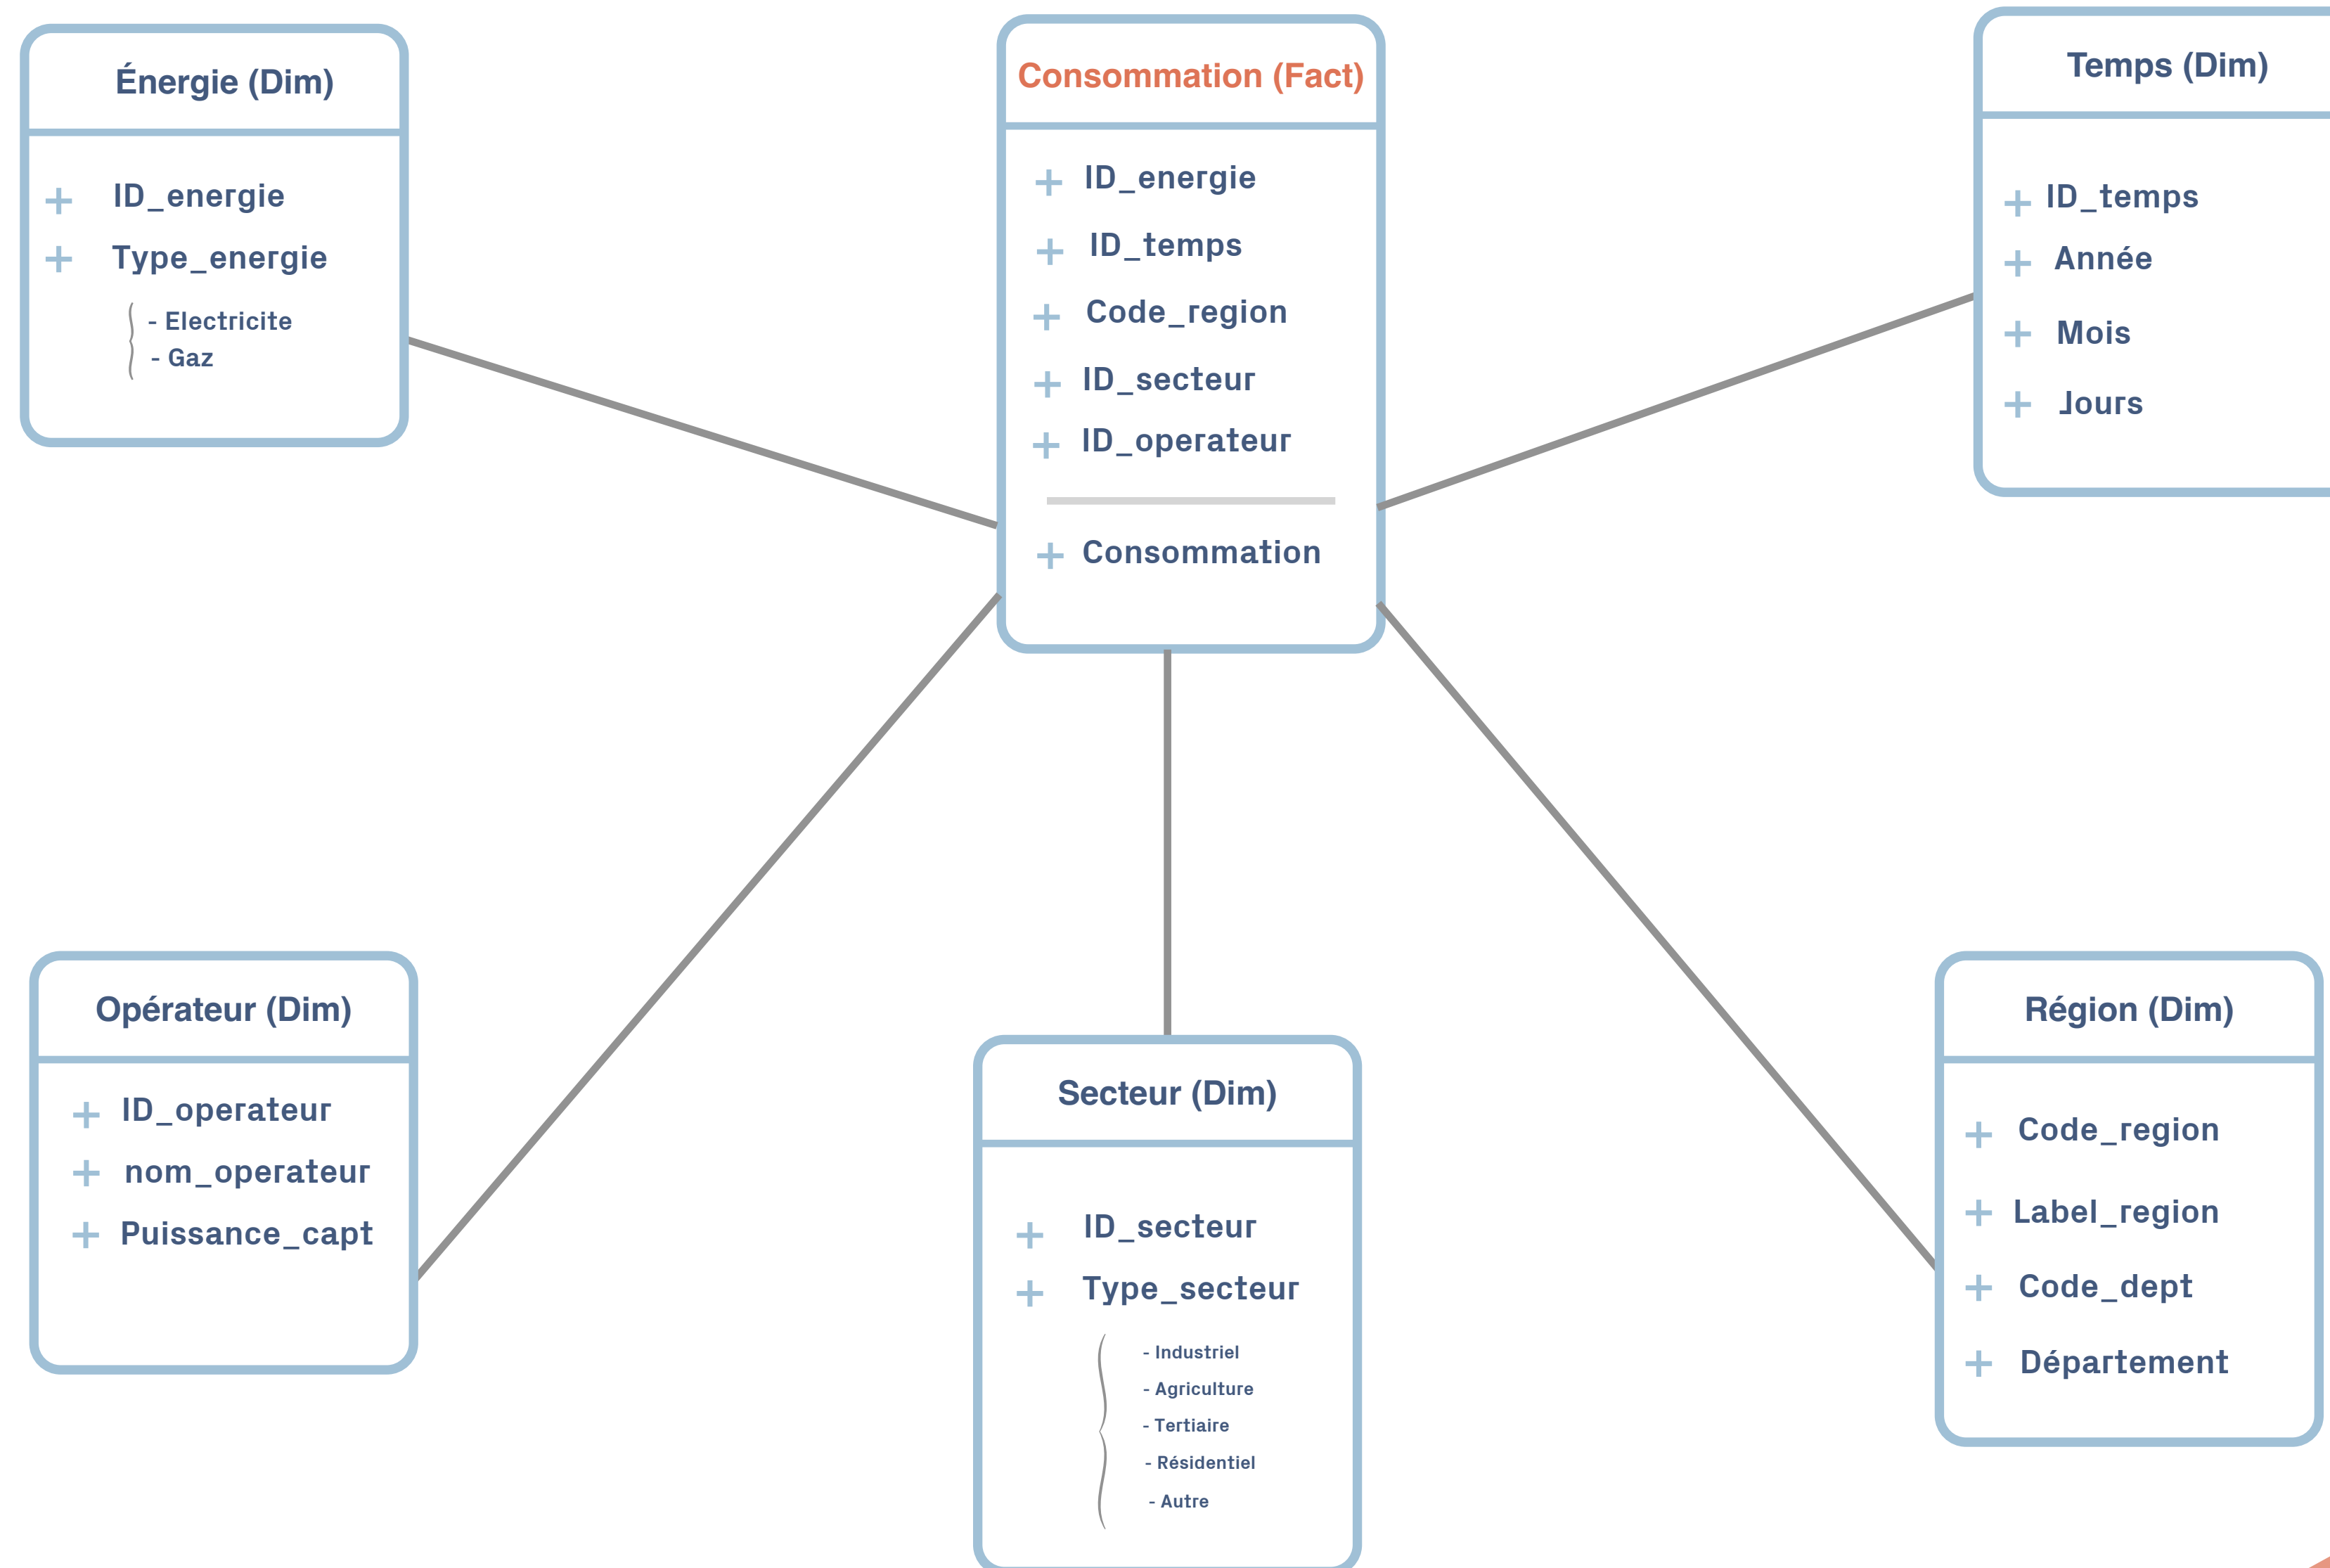 Énergie (Dim)
+ ID_energie
+ Type_energie
- Electricite
- Gaz
Consommation (Fact)
+ ID_energie
+ ID_temps
+ Code_region
+ ID_secteur
+ ID_operateur
+ Consommation
Temps (Dim)
+ ID_temps
+ Année
+ Mois
+ Jours
Opérateur (Dim)
+ ID_operateur
+ nom_operateur
+ Puissance_capt
Secteur (Dim)
+ ID_secteur
+ Type_secteur
- Industriel
- Agriculture
- Tertiaire
- Résidentiel
- Autre
Région (Dim)
+ Code_region
+ Label_region
+ Code_dept
+ Département